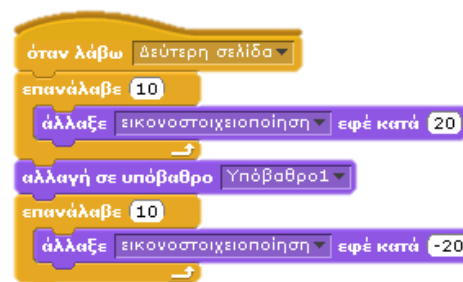 όταν λάβω Δεύτερη σελίδα
επανάλαβε 10
άλλαξε εικονοστοιχειοποίηση εφέ κατά 20
αλλαγή σε υπόβαθρο Υπόβαθρο1
επανάλαβε 10
άλλαξε εικονοστοιχειοποίηση εφέ κατά -20